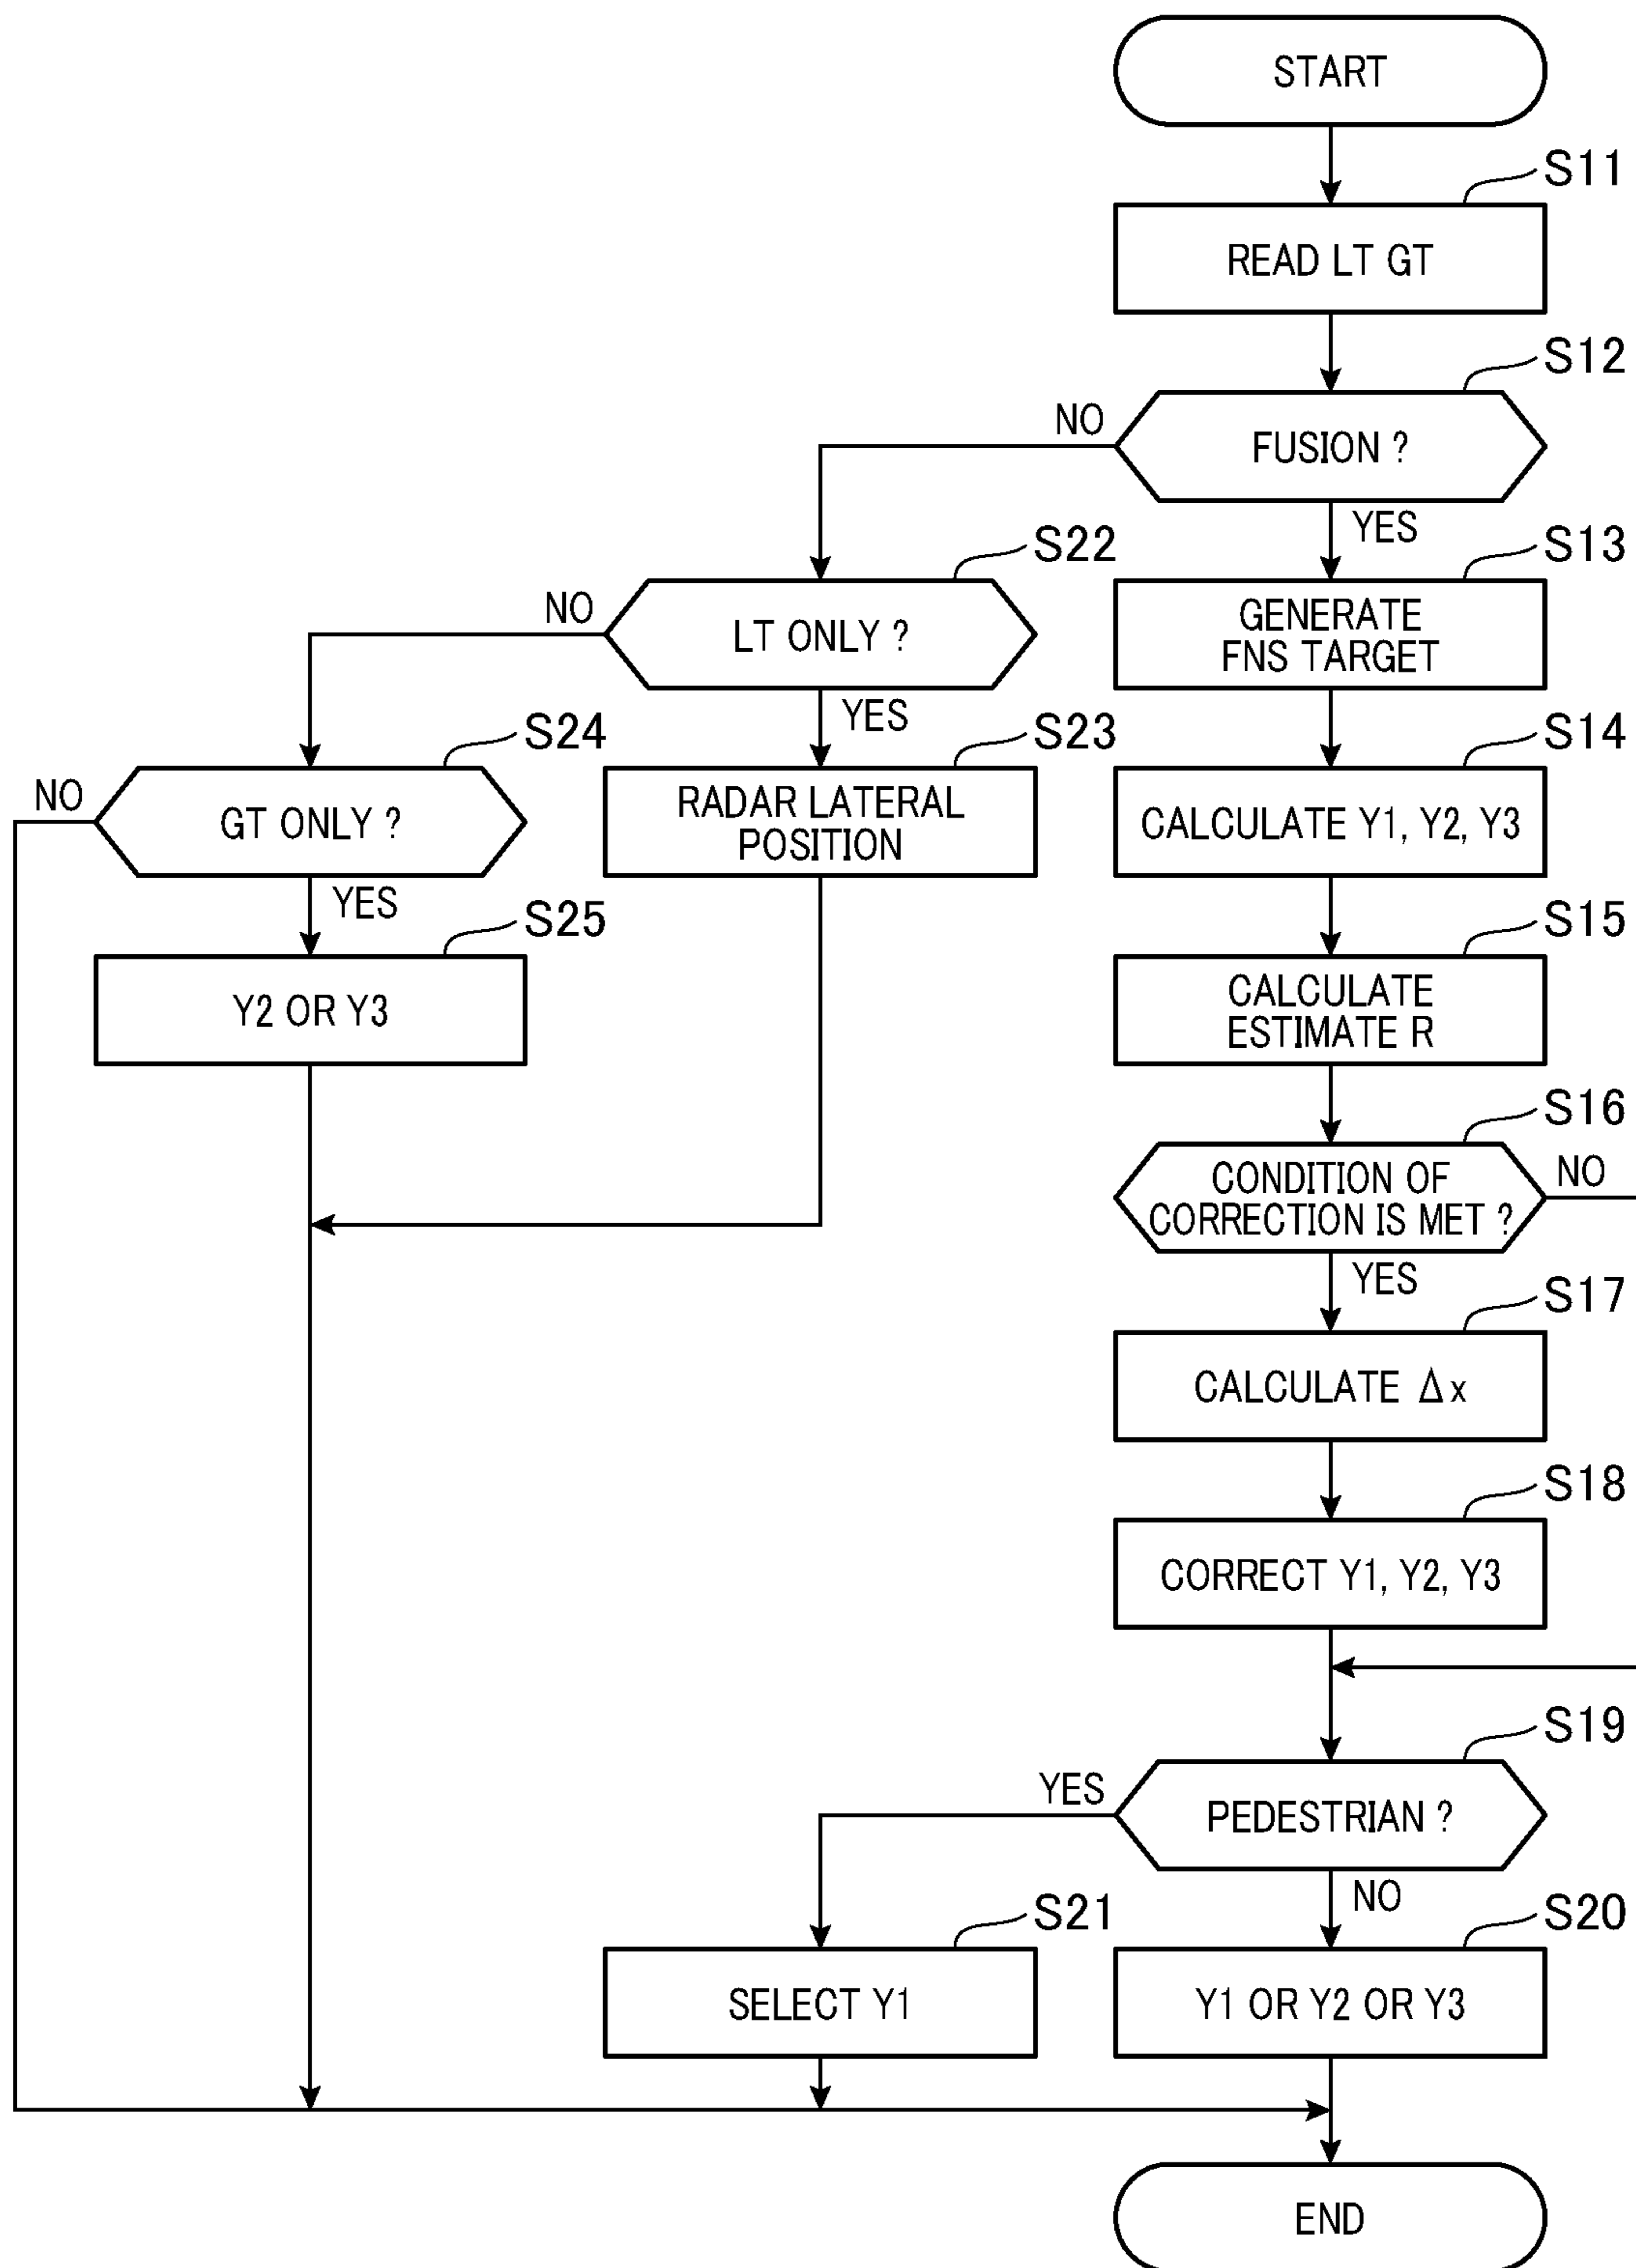 START
S11
READ LT GT
S12
NO
FUSION ?
YES
S22
S13
NO
LT ONLY ?
GENERATE
FNS TARGET
YES
S24
S23
S14
NO
GT ONLY ?
RADAR LATERAL
POSITION
CALCULATE Y1, Y2, Y3
YES
S25
S15
Y2 OR Y3
CALCULATE
ESTIMATE R
S16
CONDITION OF
CORRECTION IS MET ?
NO
YES
S17
CALCULATE Δx
S18
CORRECT Y1, Y2, Y3
S19
YES
PEDESTRIAN ?
NO
S21
S20
SELECT Y1
Y1 OR Y2 OR Y3
END